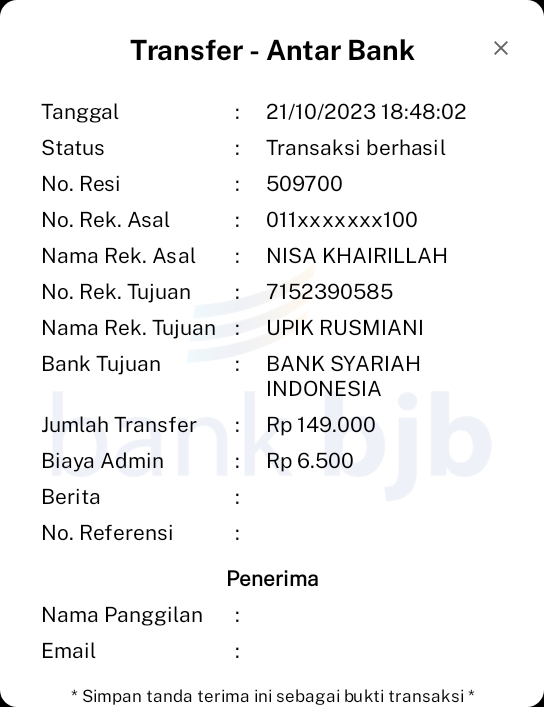 Transfer - Antar Bank
Tanggal : 21/10/2023 18:48:02
Status : Transaksi berhasil
No. Resi : 509700
No. Rek. Asal : 011xxxxxxx100
Nama Rek. Asal : NISA KHAIRILLAH
No. Rek. Tujuan : 7152390585
Nama Rek. Tujuan : UPIK RUSMIANI
Bank Tujuan : BANK SYARIAH
INDONESIA
Jumlah Transfer : Rp 149.000
Biaya Admin : Rp 6.500
bank bjb
Berita :
No. Referensi :
Penerima
Nama Panggilan :
Email :
* Simpan tanda terima ini sebagai bukti transaksi *